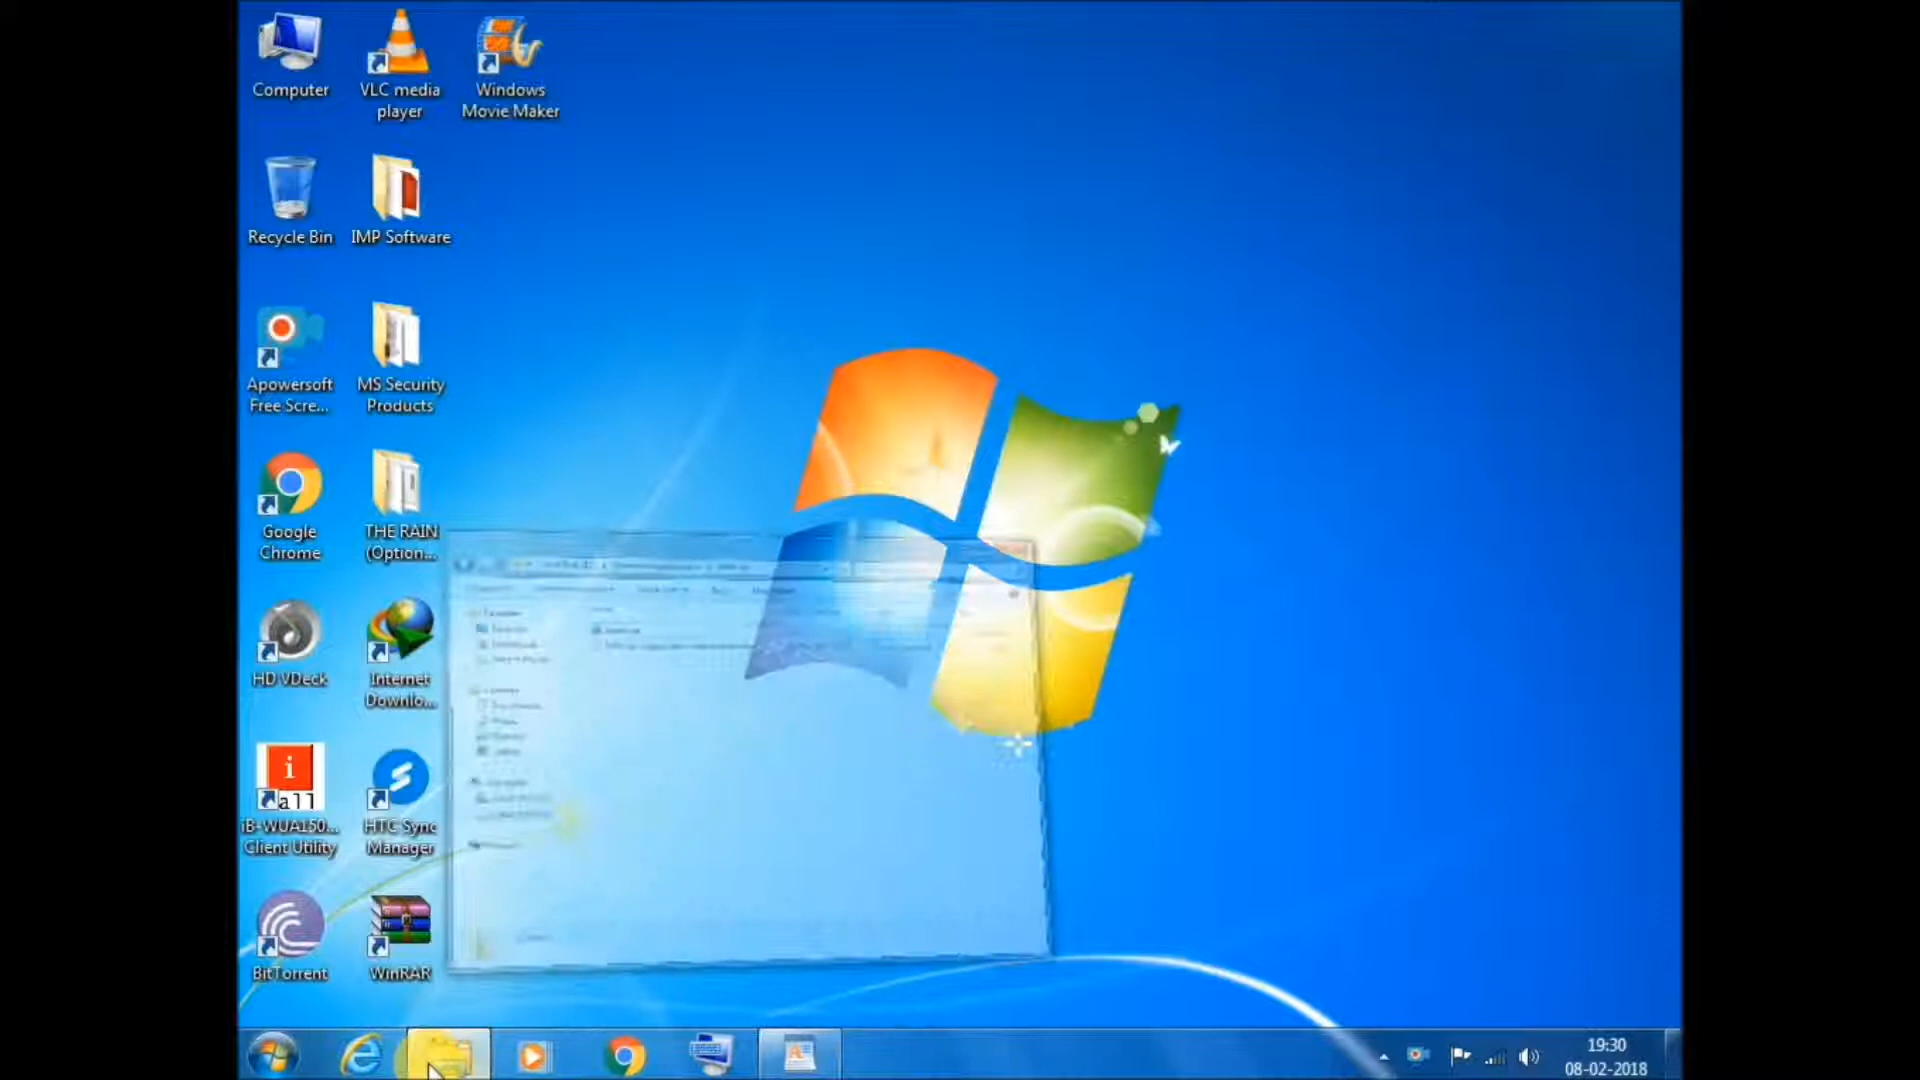 Computer
VLC media
player
Windows
Movie Maker
Recycle Bin
IMP Software
Apowersoft
Free Scre...
MS Security
Products
Google
Chrome
THE RAIN
(Option...
HD VDeck
Internet
Downlo...
i
all
iB-WUA150...
Client Utility
HTC Sync
Manager
BitTorrent
WinRAR
19:30
08-02-2018